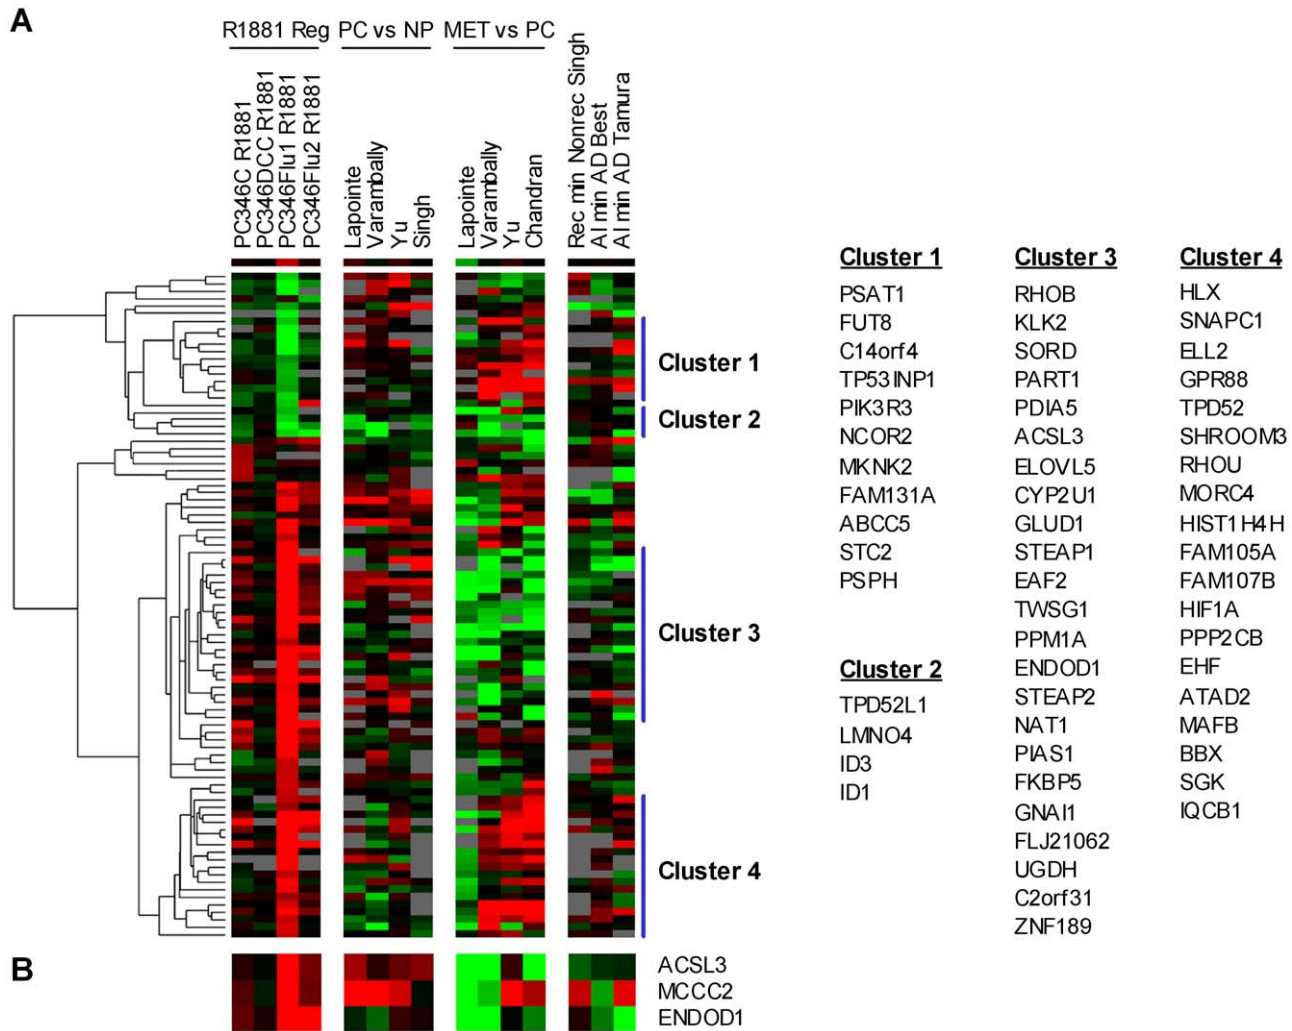 A
R1881 Reg PC vs NP MET vs PC
PC346C R1881
PC346DCC R1881
PC346Flu1 R1881
PC346Flu2 R1881
Lapointe
Varambally
Yu
Singh
Lapointe
Varambally
Yu
Chandran
Rec min Nonrec Singh
AI min AD Best
AI min AD Tamura
Cluster 1
Cluster 2
Cluster 3
Cluster 4
Cluster 1
PSAT1
FUT8
C14orf4
TP53INP1
PIK3R3
NCOR2
MKNK2
FAM131A
ABCC5
STC2
PSPH
Cluster 2
TPD52L1
LMNO4
ID3
ID1
Cluster 3
RHOB
KLK2
SORD
PART1
PDIA5
ACSL3
ELOVL5
CYP2U1
GLUD1
STEAP1
EAF2
TWSG1
PPM1A
ENDOD1
STEAP2
NAT1
PIAS1
FKBP5
GNAI1
FLJ21062
UGDH
C2orf31
ZNF189
Cluster 4
HLX
SNAPC1
ELL2
GPR88
TPD52
SHROOM3
RHOU
MORC4
HIST1H4H
FAM105A
FAM107B
HIF1A
PPP2CB
EHF
ATAD2
MAFB
BBX
SGK
IQCB1
B
ACSL3
MCCC2
ENDOD1